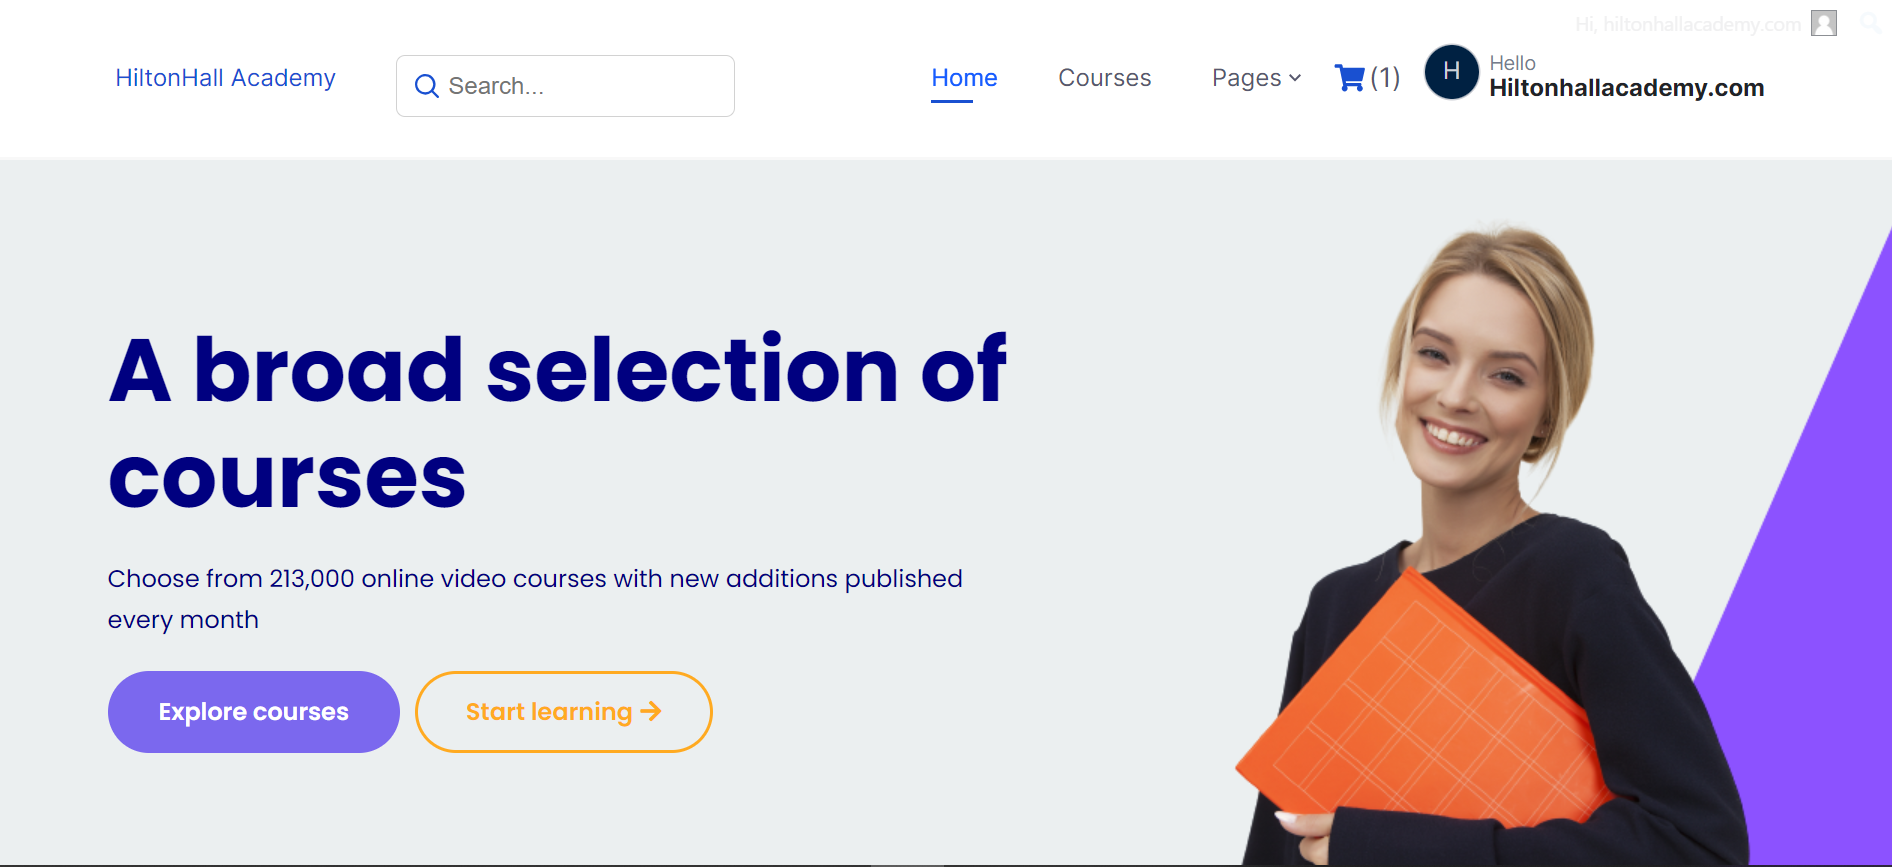 Hi, hiltonhallacademy.com
HiltonHall Academy
Search...
Home
Courses
Pages
(1)
H
Hello
Hiltonhallacademy.com
A broad selection of
courses
Choose from 213,000 online video courses with new additions published
every month
Explore courses
Start learning